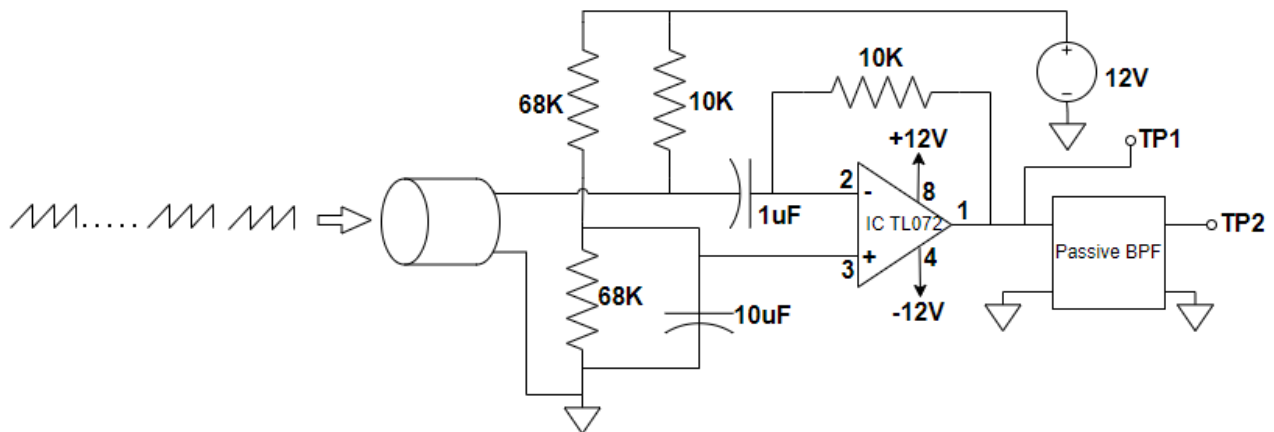 68K
10K
10K
12V
+
−
TP1
+12V
2
-
8
1
1uF
IC TL072
TP2
Passive BPF
+
3
4
68K
10uF
-12V